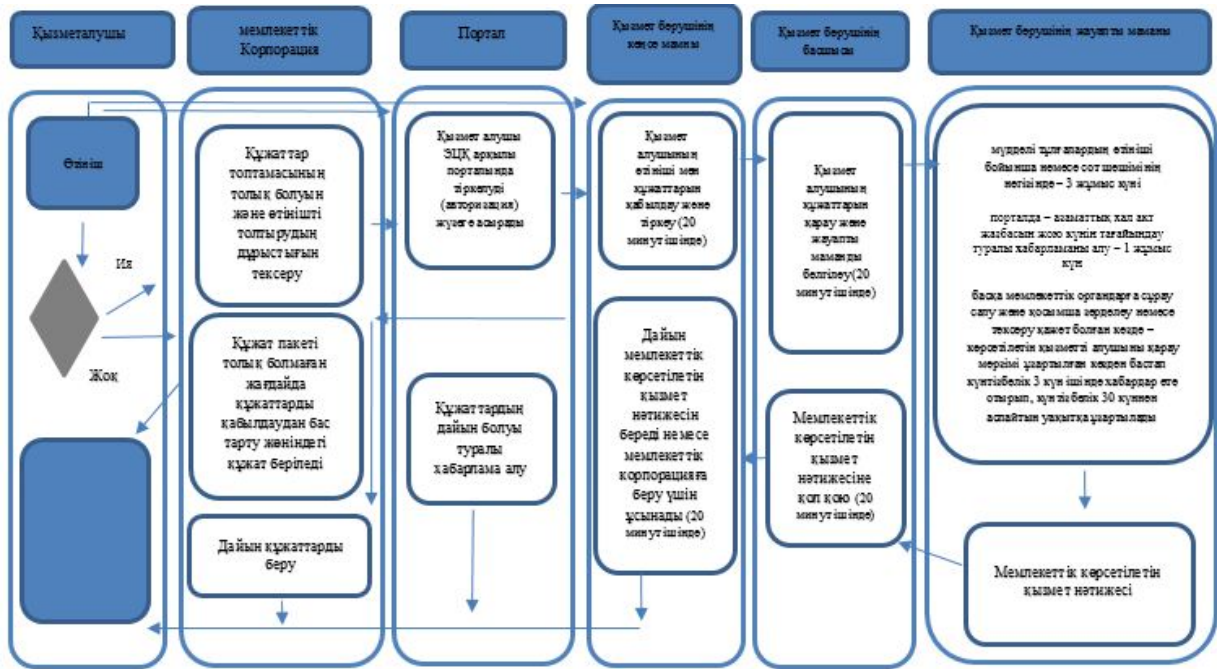 Қызметалушы
мемлекеттік
Корпорация
Портал
Қызмет берушінің
кеңсе мамны
Қызмет берушінің
басшысы
Қызмет берушінің жауапты маманы
Өтініш
Ия
Жоқ
Құжаттар
топтамасының
толық болуын
және өтінішті
толтырудың
дұрыстығын
тексеру
Құжат пакеті
толық болмаған
жағдайда
құжаттарды
қабылдаудан бас
тарту жөніндегі
құжат беріледі
Дайын құжаттарды
беру
Қызмет алушы
ЭЦҚ арқылы
порталында
тіркелуді
(авторизация)
жүзеге асырады
Құжаттардың
дайын болуы
туралы
хабарлама алу
Қызмет
алушының
өтініші мен
құжаттарын
қабылдау және
тіркеу (20
минут ішінде)
Дайын
мемлекеттік
көрсетілетін
қызмет
нәтижесін
береді немесе
мемлекеттік
корпорацияға
беру үшін
ұсынады (20
минут ішінде)
Қызмет
алушының
құжаттарын
қарау және
жауапты
маманды
белгілеу(20
минут ішінде)
Мемлекеттік
көрсетілетін
қызмет
нәтижесіне
қол қою (20
минут ішінде)
мүдделі тұлғалардың өтініші
бойынша немесе сот шешімінің
негізінде – 3 жұмыс күні
порталда – азаматтық хал акт
жазбасын жою күнін тағайындау
туралы хабарламаны алу – 1 жұмыс
күн
басқа мемлекеттік органдарға сұрау
салу және қосымша зерделеу немесе
тексеру қажет болған кезде –
көрсетілетін қызметті алушыны қарау
мерзімі ұзартылған кезден бастап
күнтізбелік 3 күн ішінде хабардар ете
отырып, күнтізбелік 30 күннен
аспайтын уақытқа ұзартылады
Мемлекеттік көрсетілетін
қызмет нәтижесі